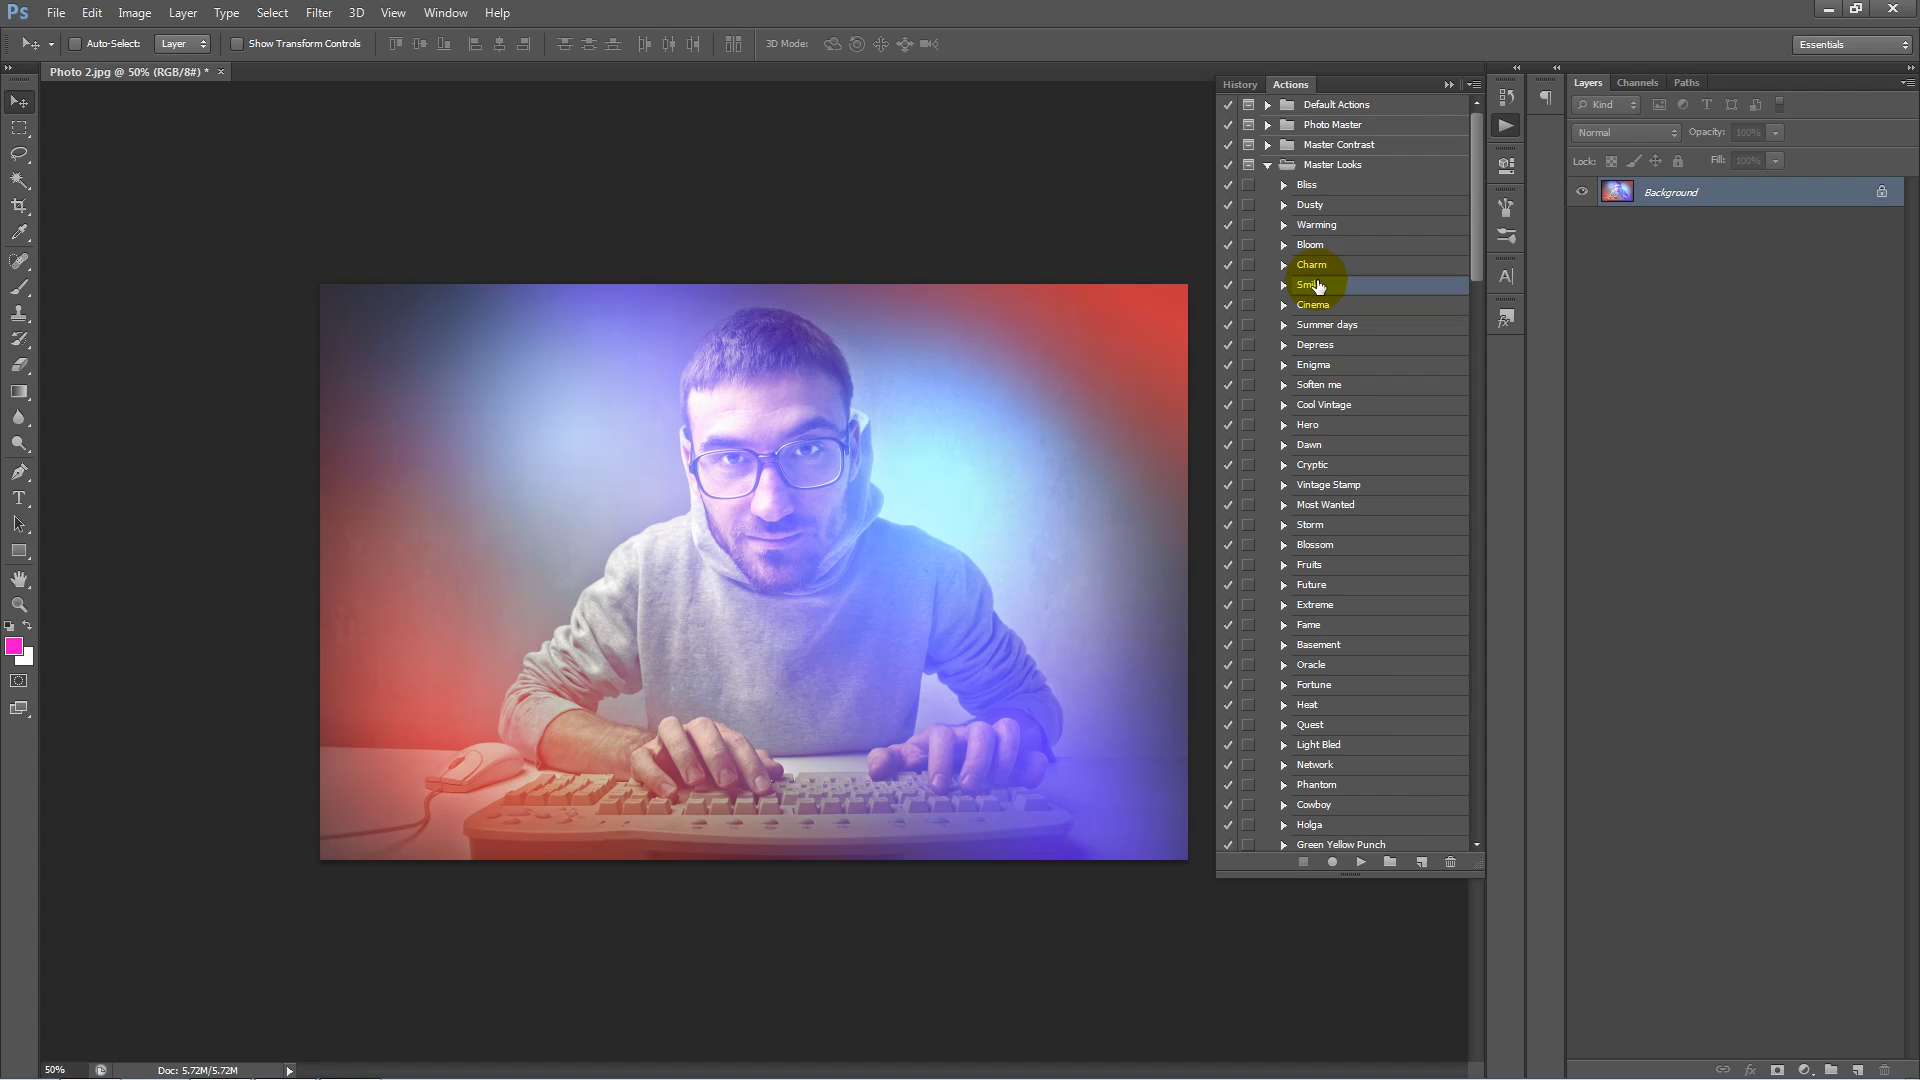 Ps File Edit Image Layer Type Select Filter 3D View Window Help
Auto-Select: Layer Show Transform Controls 3D Mode: Essentials
Photo 2.jpg @ 50% (RGB/8#) * ×
History Actions
Default Actions
Photo Master
Master Contrast
Master Looks
Bliss
Dusty
Warming
Bloom
Charm
Cinema
Summer days
Depress
Enigma
Soften me
Cool Vintage
Hero
Dawn
Cryptic
Vintage Stamp
Most Wanted
Storm
Blossom
Fruits
Future
Extreme
Fame
Basement
Oracle
Fortune
Heat
Quest
Light Bled
Network
Phantom
Cowboy
Holga
Green Yellow Punch
Layers Channels Paths
Kind
Normal Opacity: 100%
Lock: Fill: 100%
Background
50% Doc: 5.72M/5.72M